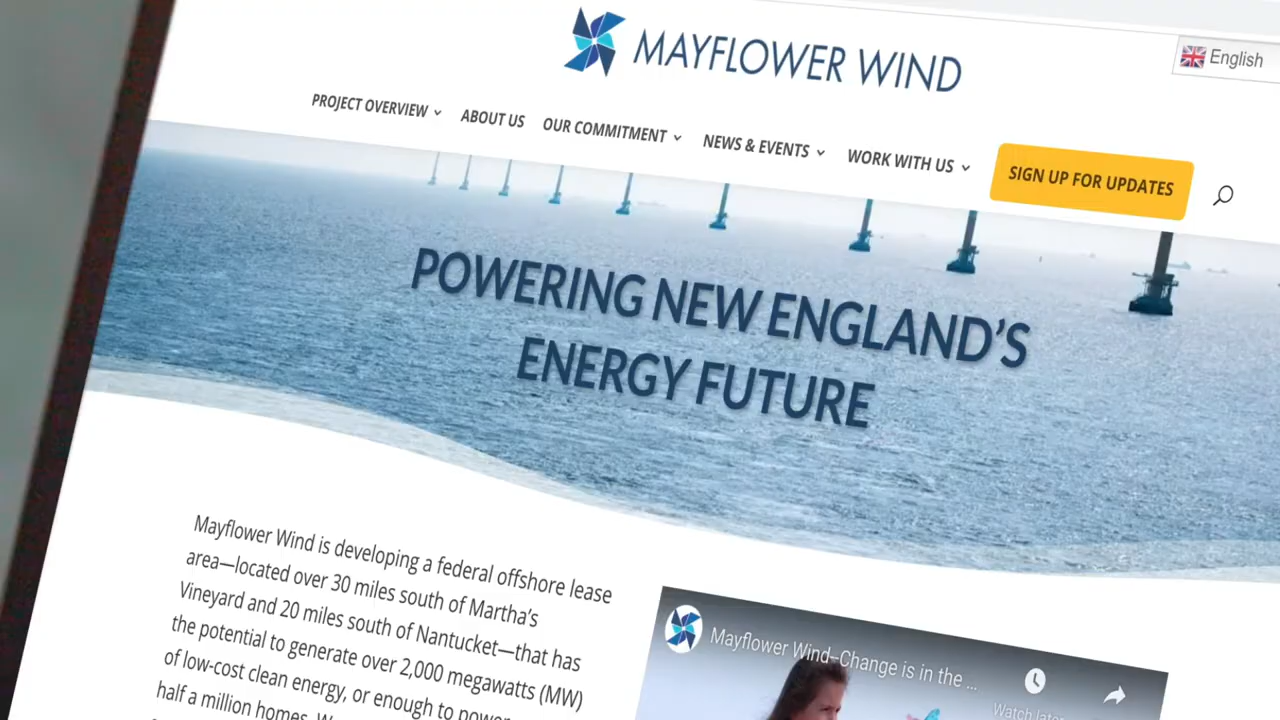 MAYFLOWER WIND
English
PROJECT OVERVIEW
ABOUT US
OUR COMMITMENT
NEWS & EVENTS
WORK WITH US
SIGN UP FOR UPDATES
POWERING NEW ENGLAND'S
ENERGY FUTURE
Mayflower Wind is developing a federal offshore lease
area—located over 30 miles south of Martha's
Vineyard and 20 miles south of Nantucket—that has
the potential to generate over 2,000 megawatts (MW)
of low-cost clean energy, or enough to power
half a million homes.
Mayflower Wind–Change is in the ...
Watch later